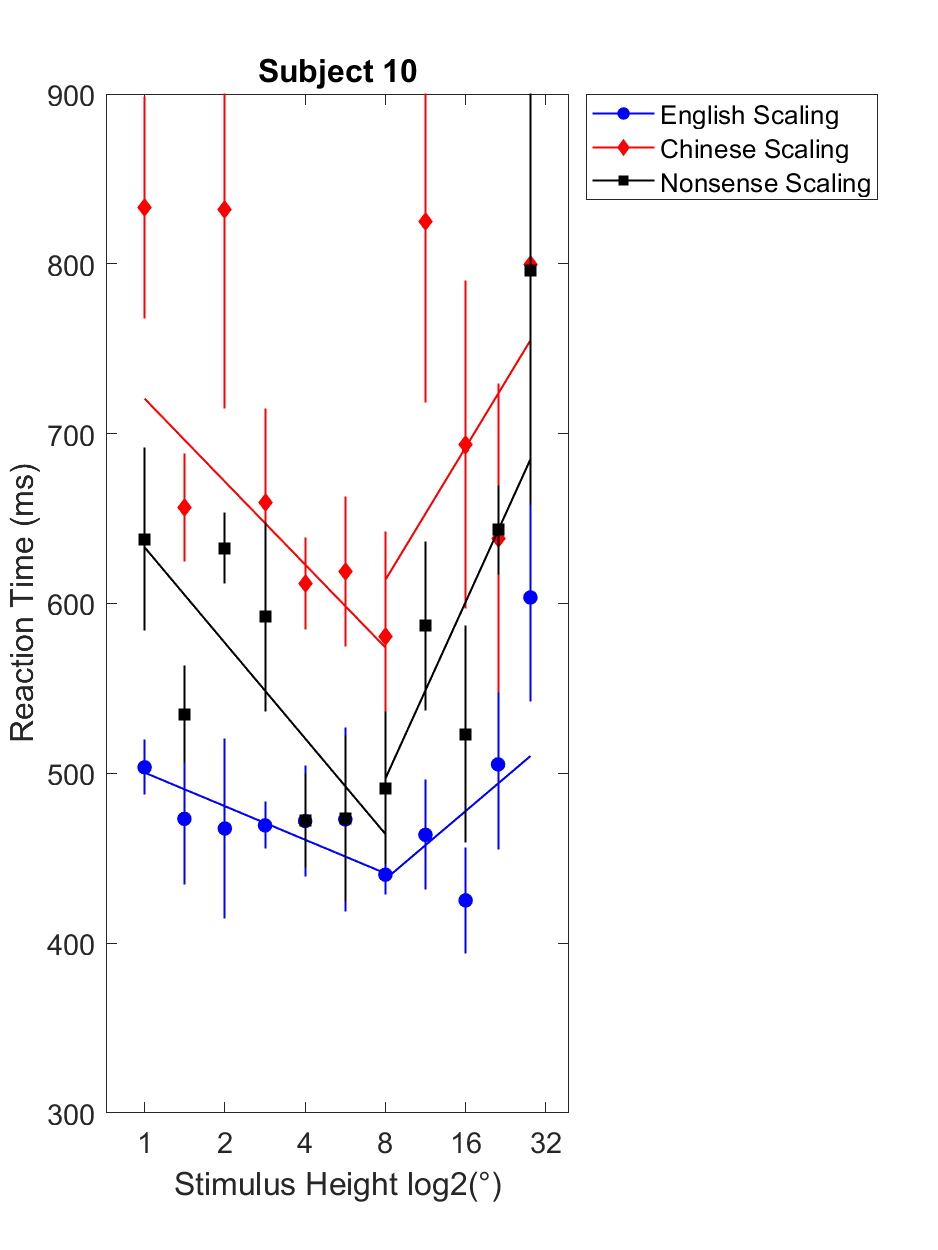 Subject 10
900
800
700
600
500
400
300
Reaction Time (ms)
1 2 4 8 16 32
Stimulus Height log2(°)
English Scaling
Chinese Scaling
Nonsense Scaling